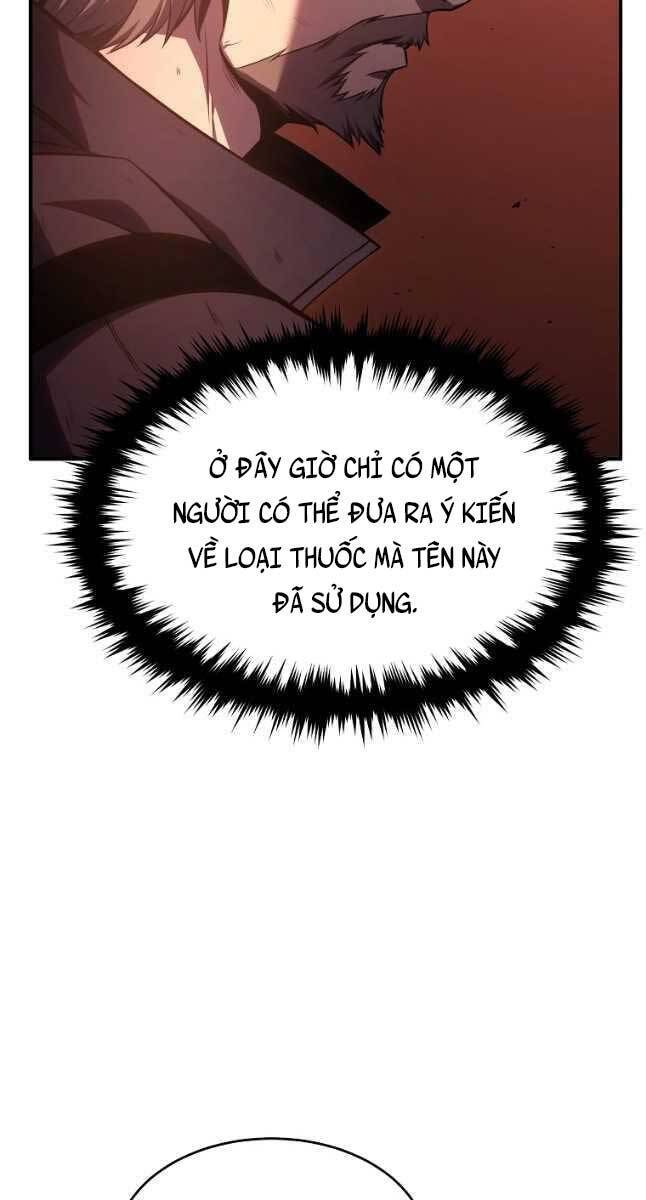 Ở ĐÂY GIỜ CHỈ CÓ MỘT
NGƯỜI CÓ THỂ ĐƯA RA Ý KIẾN
VỀ LOẠI THUỐC MÀ TÊN NÀY
ĐÃ SỬ DỤNG.